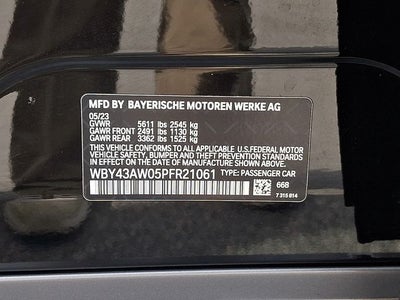 MFD BY BAYERISCHE MOTOREN WERKE AG
05/23
GVWR 5611 lbs 2545 kg
GAWR FRONT 2491 lbs 1130 kg
GAWR REAR 3362 lbs 1525 kg
THIS VEHICLE CONFORMS TO ALL APPLICABLE U.S.FEDERAL MOTOR
VEHICLE SAFETY, BUMPER, AND THEFT PREVENTION STANDARDS
IN EFFECT ON THE DATE OF MANUFACTURE SHOWN ABOVE.
WBY43AW05PFR21061 TYPE: PASSENGER CAR
668
7 315 814